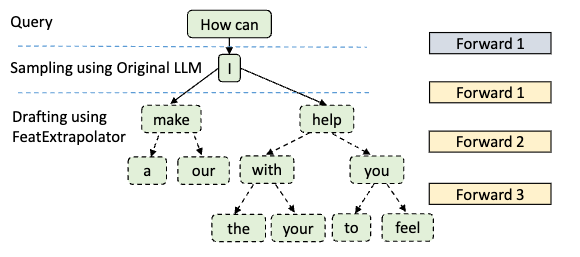 Query
How can
Forward 1
Sampling using Original LLM
I
Forward 1
Drafting using
FeatExtrapolator
make
help
Forward 2
a
our
with
you
Forward 3
the
your
to
feel